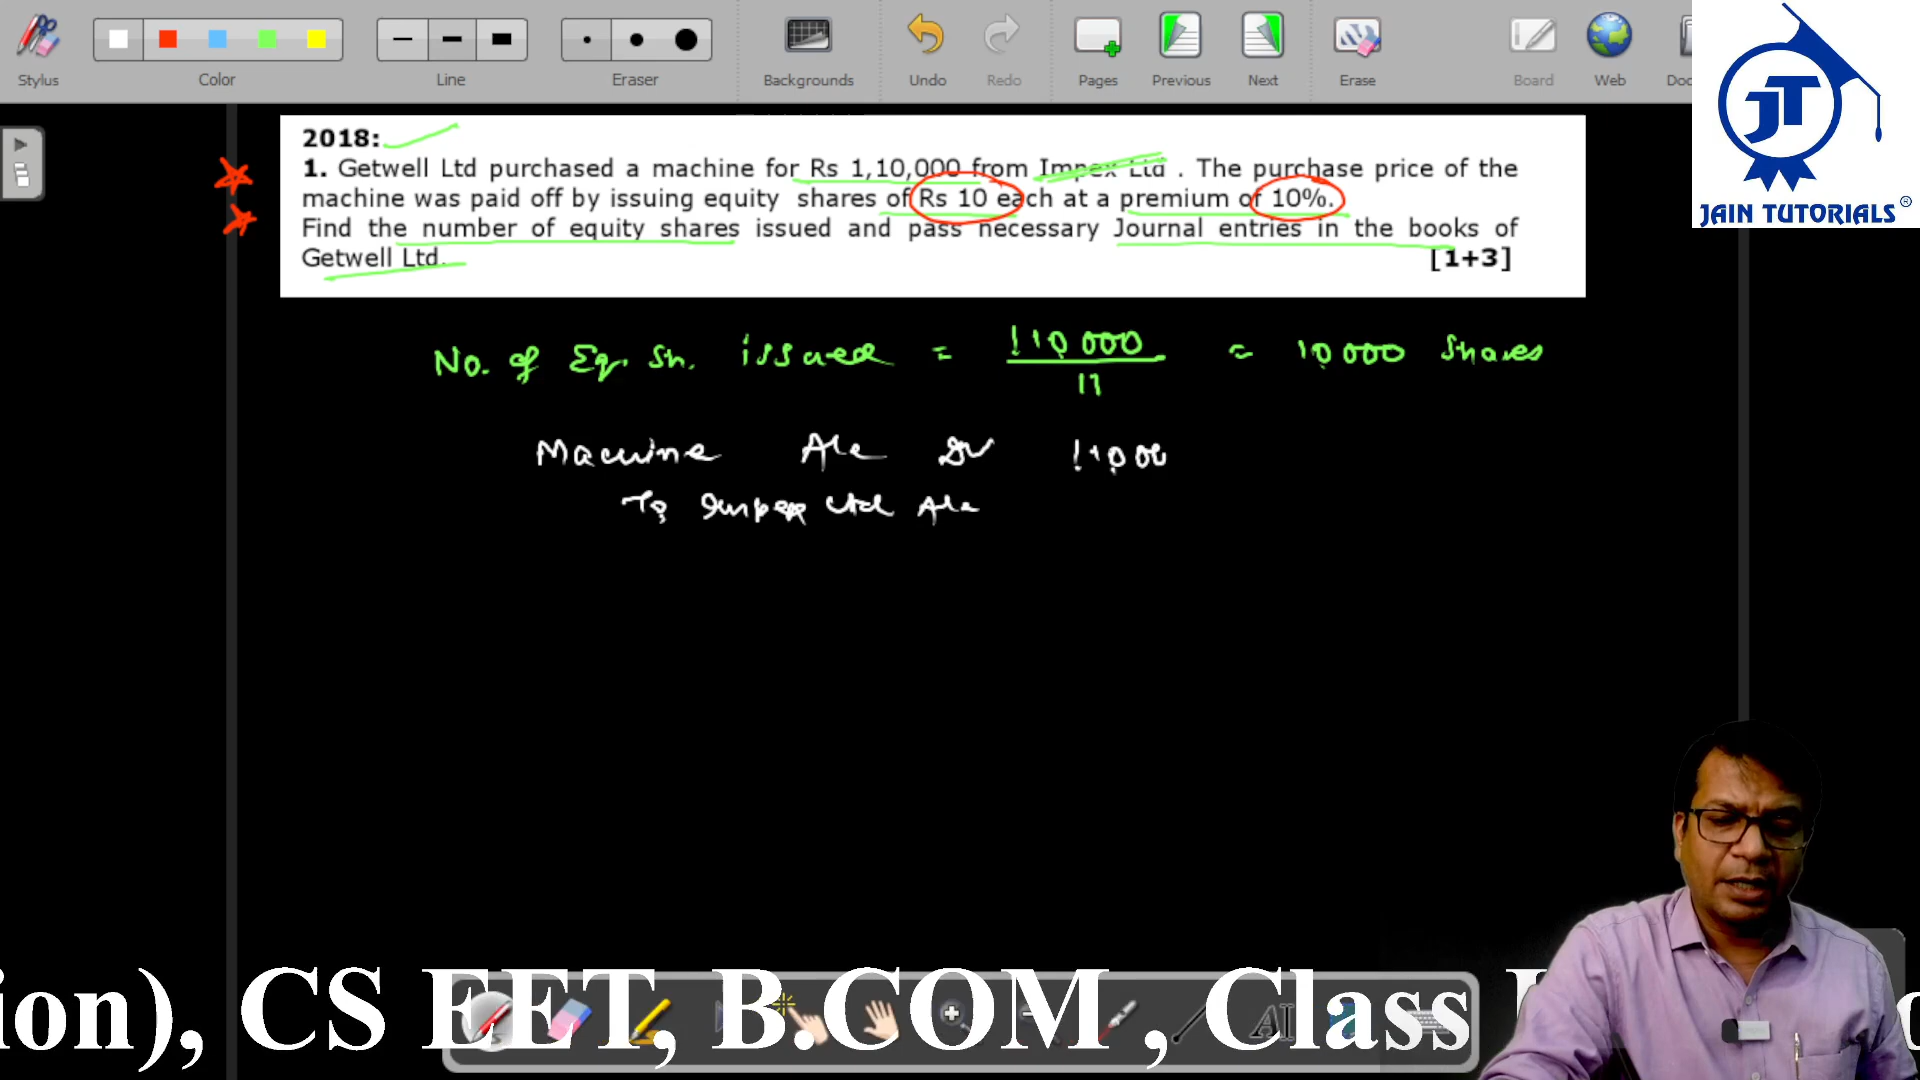 Stylus
Color
Line
Eraser
Backgrounds
Undo
Redo
Pages
Previous
Next
Erase
Board
Web
JT
JAIN TUTORIALS®
2018:
1. Getwell Ltd purchased a machine for Rs 1,10,000 from Impex Ltd . The purchase price of the
machine was paid off by issuing equity shares of Rs 10 each at a premium of 10%.
Find the number of equity shares issued and pass necessary Journal entries in the books of
Getwell Ltd. [1+3]
No. of Eq. Sh. issued = 110000 / 11 = 10000 Shares
Machine A/c Dr 11000
To Impex Ltd A/c
ion), CS EET, B.COM , Class